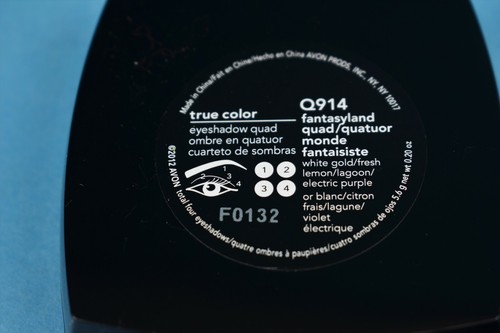 Made in China/Fait en China/Hecho en China AVON PRODS. INC., NY, NY 10017
true color
eyeshadow quad
ombre en quatuor
cuarteto de sombras
2
3
1
4
1 2
3 4
F0132
Q914
fantasyland
quad/quatuor
monde
fantaisiste
white gold/fresh
lemon/lagoon/
electric purple
or blanc/citron
frais/lagune/
violet
électrique
©2012 AVON total four eyeshadows/quatre ombres à paupières/cuatro sombras de ojos 5.6 g net wt 0.20 oz